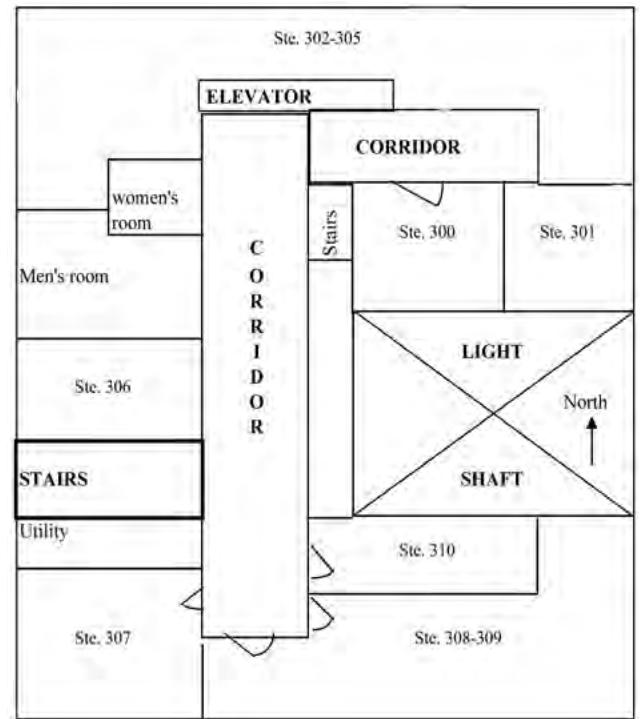 Ste. 302-305
ELEVATOR
CORRIDOR
women's
room
Stairs
Ste. 300
Ste. 301
CORRIDOR
Men's room
LIGHT
Ste. 306
North
STAIRS
SHAFT
Utility
Ste. 310
Ste. 307
Ste. 308-309